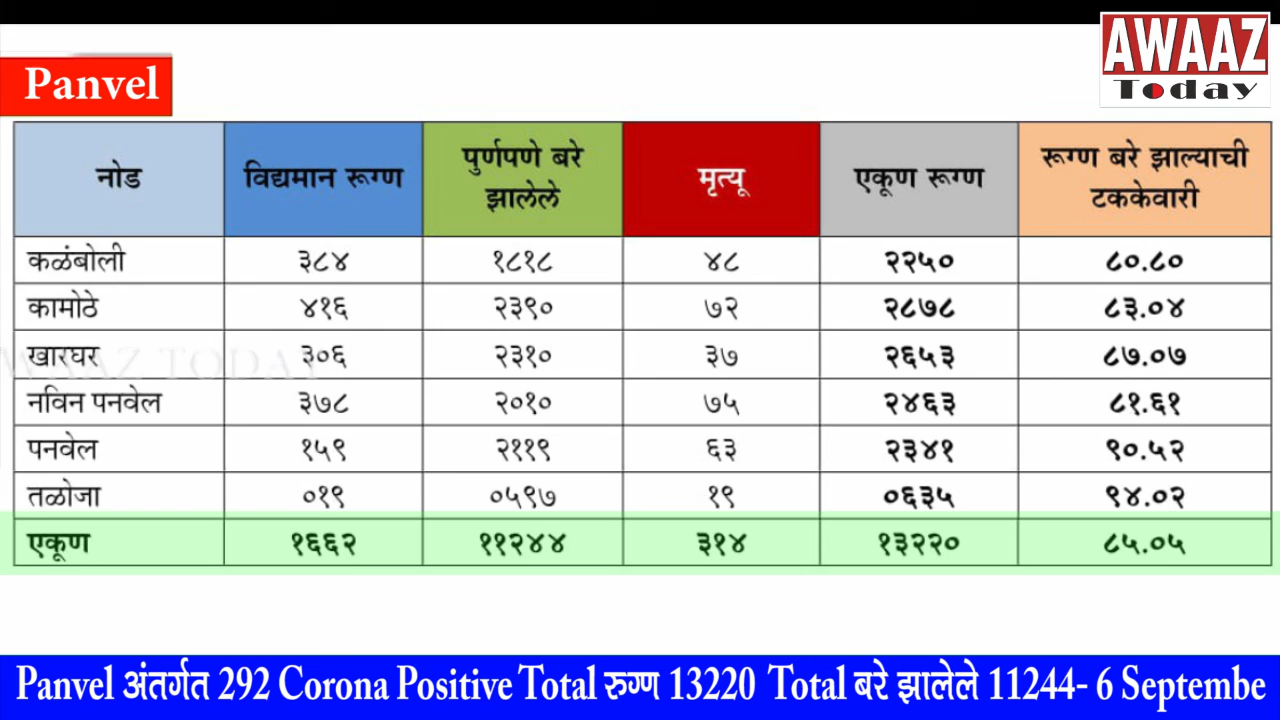 AWAAZ
Today
Panvel
नोड विद्यमान रूग्ण पुर्णपणे बरे झालेले मृत्यू एकूण रूग्ण रूग्ण बरे झाल्याची टककेवारी
कळंबोली ३८४ १८१८ ४८ २२५० ८०.८०
कामोठे ४१६ २३९० ७२ २८७८ ८३.०४
खारघर ३०६ २३१० ३७ २६५३ ८७.०७
नविन पनवेल ३७८ २०१० ७५ २४६३ ८१.६१
पनवेल १५९ २११९ ६३ २३४१ ९०.५२
तळोजा ०१९ ०५९७ १९ ०६३५ ९४.०२
एकूण १६६२ ११२४४ ३१४ १३२२० ८५.०५
AWAAZ TODAY
Panvel अंतर्गत 292 Corona Positive Total रुग्ण 13220 Total बरे झालेले 11244- 6 Septembe